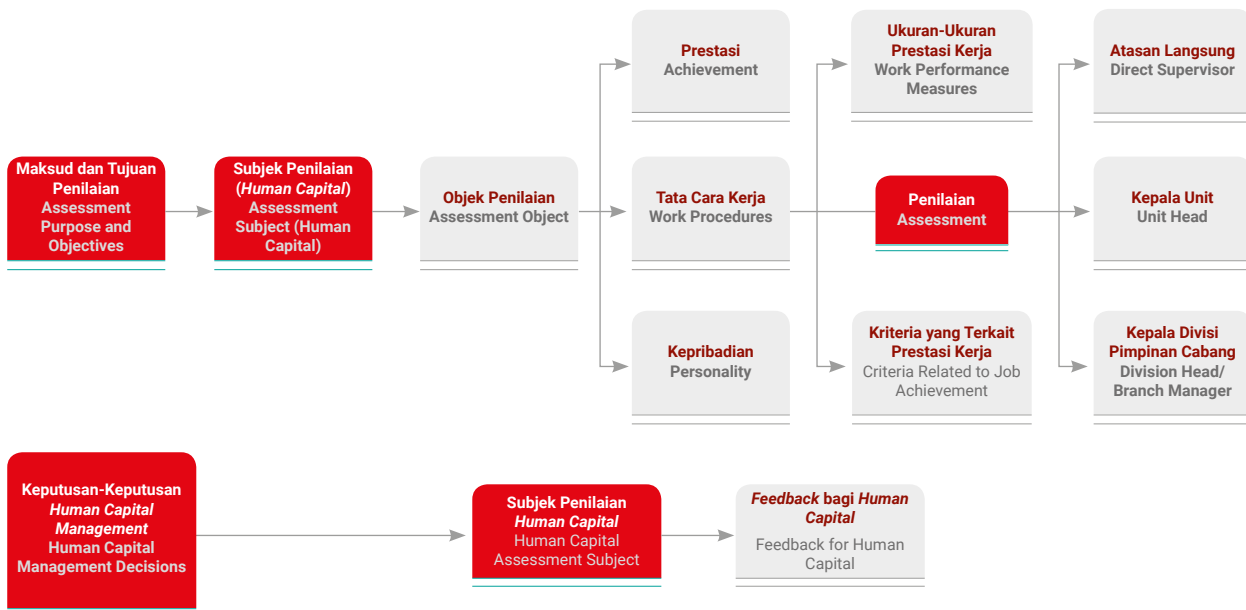 Maksud dan Tujuan
Penilaian
Assessment
Purpose and
Objectives
Subjek Penilaian
(Human Capital)
Assessment
Subject (Human
Capital)
Objek Penilaian
Assessment Object
Prestasi
Achievement
Tata Cara Kerja
Work Procedures
Kepribadian
Personality
Ukuran-Ukuran
Prestasi Kerja
Work Performance
Measures
Penilaian
Assessment
Kriteria yang Terkait
Prestasi Kerja
Criteria Related to Job
Achievement
Atasan Langsung
Direct Supervisor
Kepala Unit
Unit Head
Kepala Divisi
Pimpinan Cabang
Division Head/
Branch Manager
Keputusan-Keputusan
Human Capital
Management
Human Capital
Management Decisions
Subjek Penilaian
Human Capital
Human Capital
Assessment Subject
Feedback bagi Human
Capital
Feedback for Human
Capital